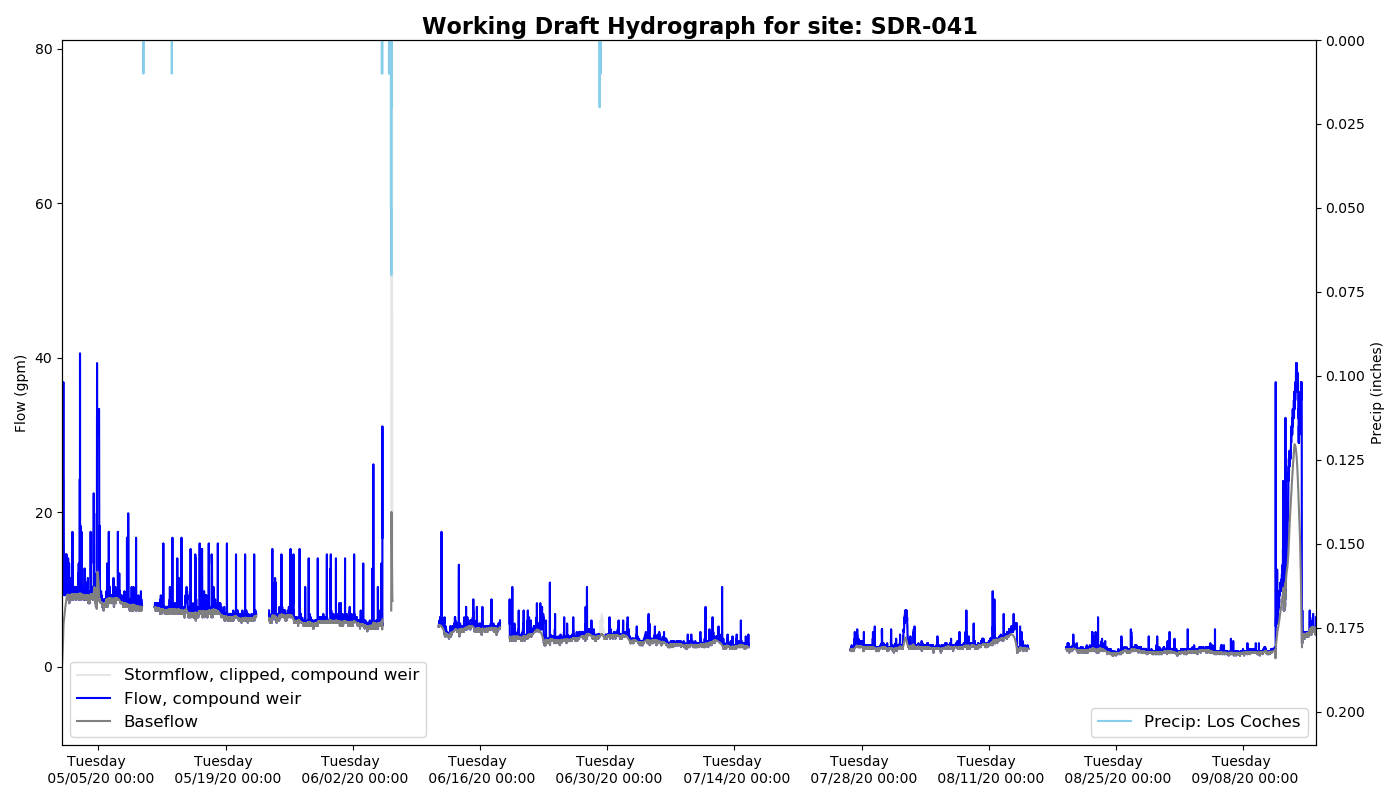 Working Draft Hydrograph for site: SDR-041
80
60
40
20
0
Flow (gpm)
0.000
0.025
0.050
0.075
0.100
0.125
0.150
0.175
0.200
Precip (inches)
Stormflow, clipped, compound weir
Flow, compound weir
Baseflow
Precip: Los Coches
Tuesday
05/05/20 00:00
Tuesday
05/19/20 00:00
Tuesday
06/02/20 00:00
Tuesday
06/16/20 00:00
Tuesday
06/30/20 00:00
Tuesday
07/14/20 00:00
Tuesday
07/28/20 00:00
Tuesday
08/11/20 00:00
Tuesday
08/25/20 00:00
Tuesday
09/08/20 00:00